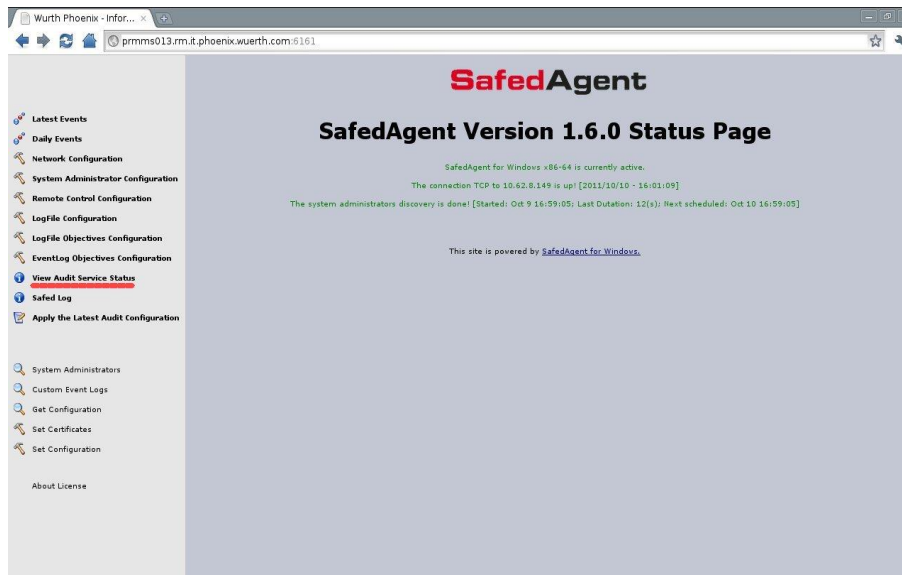 Wurth Phoenix - Infor...
prmms013.rm.it.phoenix.wuerth.com:6161
SafedAgent
Latest Events
Daily Events
Network Configuration
System Administrator Configuration
Remote Control Configuration
LogFile Configuration
LogFile Objectives Configuration
EventLog Objectives Configuration
View Audit Service Status
Safed Log
Apply the Latest Audit Configuration
System Administrators
Custom Event Logs
Get Configuration
Set Certificates
Set Configuration
About License
SafedAgent Version 1.6.0 Status Page
SafedAgent for Windows x86-64 is currently active.
The connection TCP to 10.62.8.149 is up! [2011/10/10 - 16:01:09]
The system administrators discovery is done! [Started: Oct 9 16:59:05; Last Dutation: 12(s); Next scheduled: Oct 10 16:59:05]
This site is powered by SafedAgent for Windows.